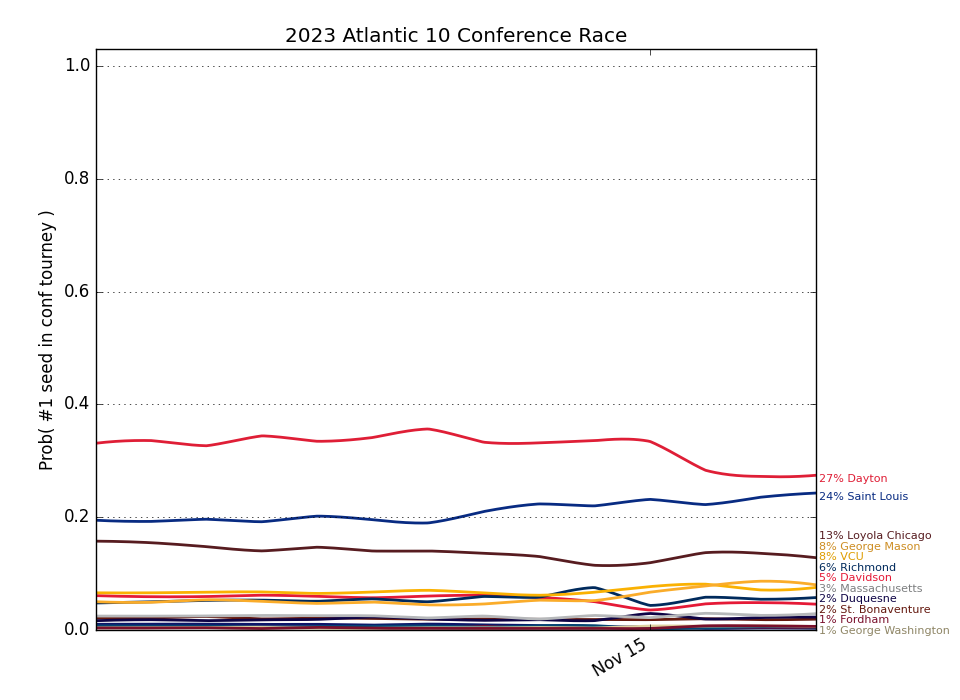 2023 Atlantic 10 Conference Race
Prob( #1 seed in conf tourney )
1.0
0.8
0.6
0.4
0.2
0.0
Nov 15
27% Dayton
24% Saint Louis
13% Loyola Chicago
8% George Mason
8% VCU
6% Richmond
5% Davidson
3% Massachusetts
2% Duquesne
2% St. Bonaventure
1% Fordham
1% George Washington